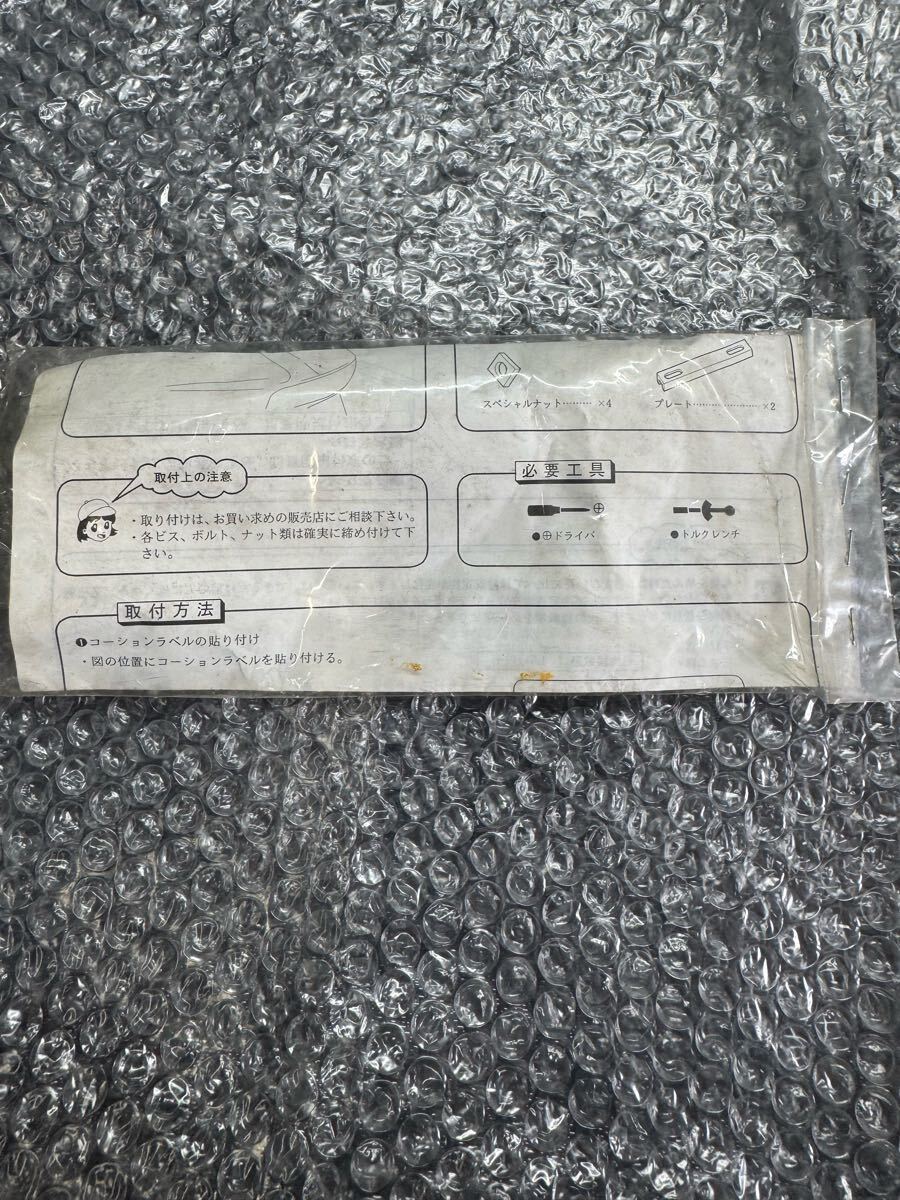 スペシャルナット……… ×4
プレート………………… ×2
取付上の注意
・取り付けは、お買い求めの販売店にご相談下さい。
・各ビス、ボルト、ナット類は確実に締め付けて下
さい。
必要工具
●⊕ドライバ
●トルクレンチ
取付方法
❶コーションラベルの貼り付け
・図の位置にコーションラベルを貼り付ける。